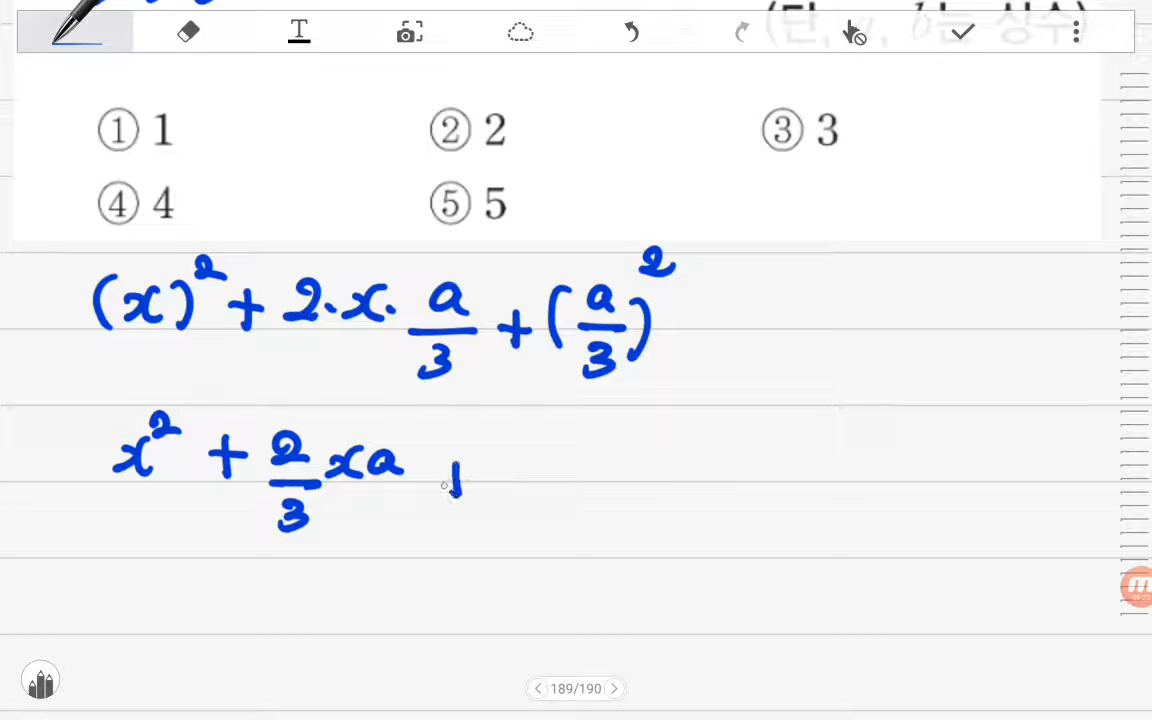 (단, a, b는 상수)
① 1 ② 2 ③ 3
④ 4 ⑤ 5
(x)² + 2·x·a/3 + (a/3)²
x² + 2/3 xa
189/190